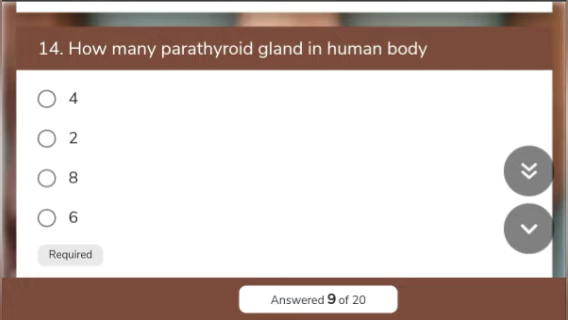 14. How many parathyroid gland in human body
4
2
8
6
Required
Answered 9 of 20